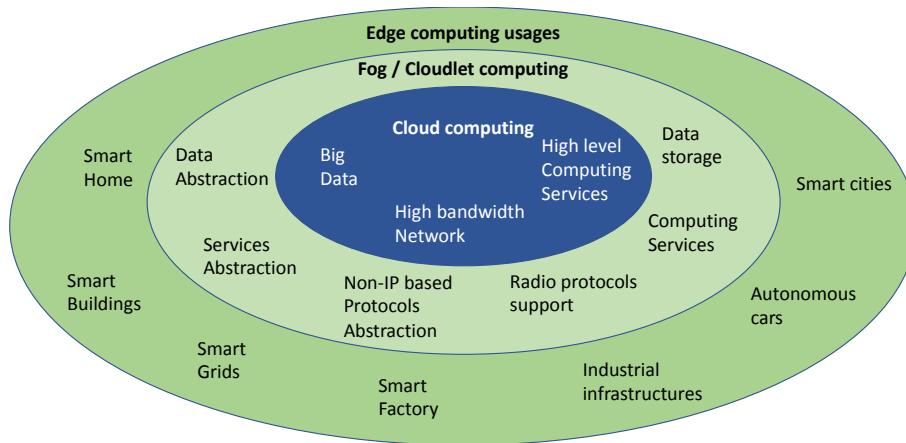 Edge computing usages
Fog / Cloudlet computing
Cloud computing
Big
Data
High level
Computing
Services
High bandwidth
Network
Data
Abstraction
Services
Abstraction
Non-IP based
Protocols
Abstraction
Radio protocols
support
Data
storage
Computing
Services
Smart
Home
Smart
Buildings
Smart
Grids
Smart
Factory
Industrial
infrastructures
Autonomous
cars
Smart cities